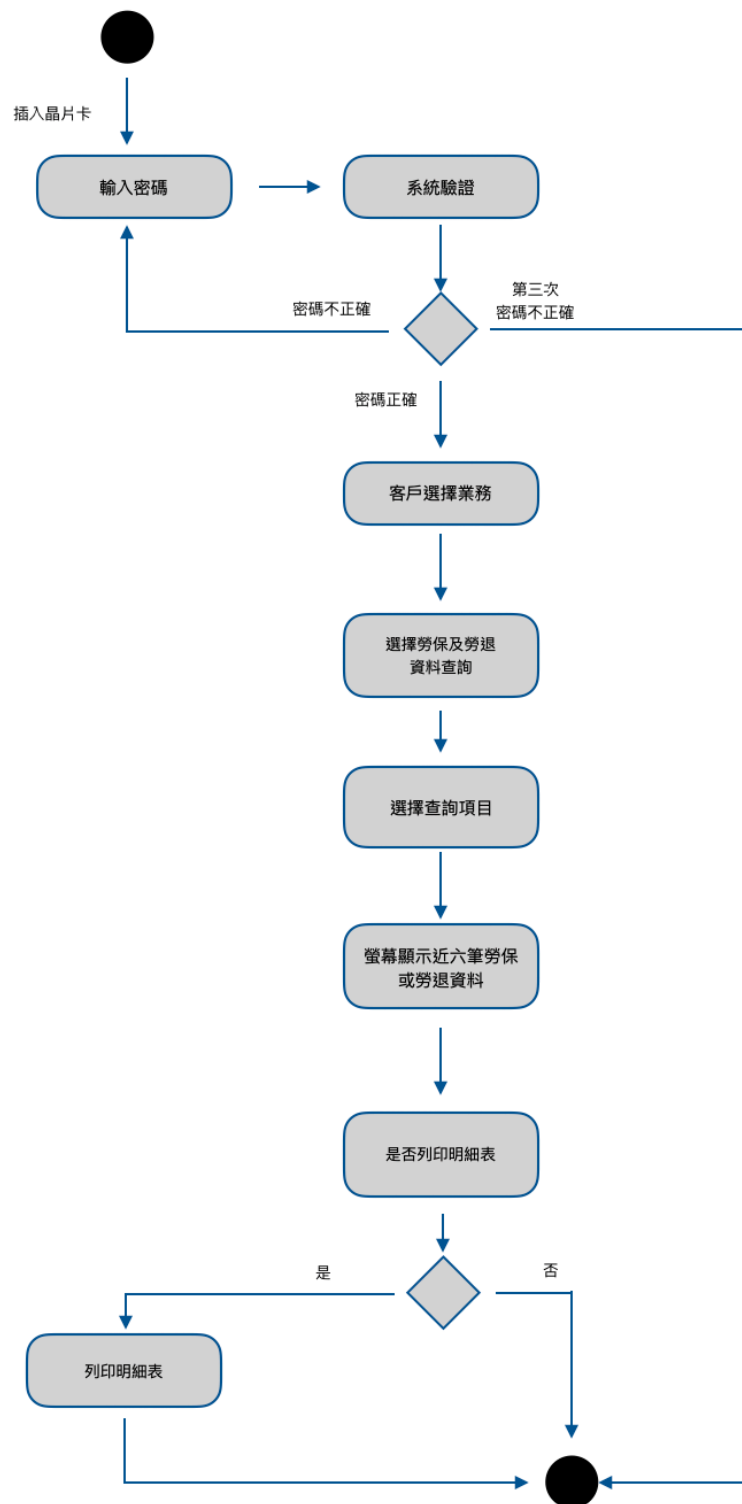 插入晶片卡
輸入密碼
系統驗證
密碼不正確
第三次
密碼不正確
密碼正確
客戶選擇業務
選擇勞保及勞退
資料查詢
選擇查詢項目
螢幕顯示近六筆勞保
或勞退資料
是否列印明細表
是
否
列印明細表